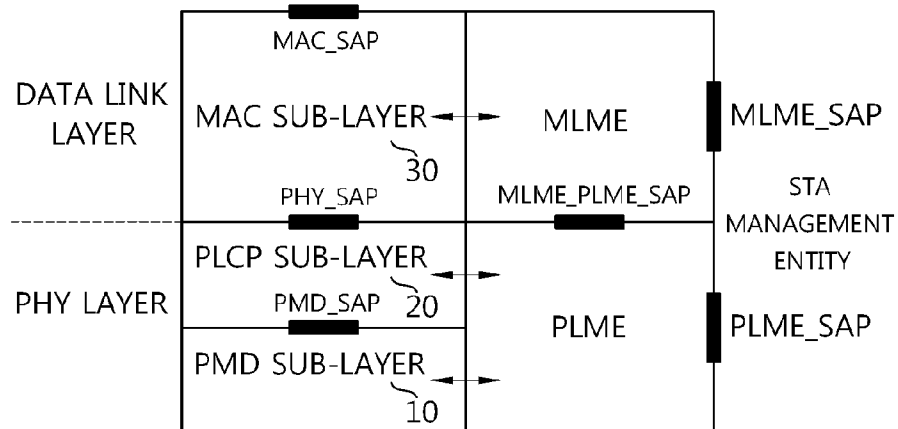 MAC_SAP
DATA LINK
LAYER
MAC SUB-LAYER
30
MLME
MLME_SAP
PHY_SAP
MLME_PLME_SAP
STA
MANAGEMENT
ENTITY
PHY LAYER
PLCP SUB-LAYER
20
PMD_SAP
PMD SUB-LAYER
10
PLME
PLME_SAP